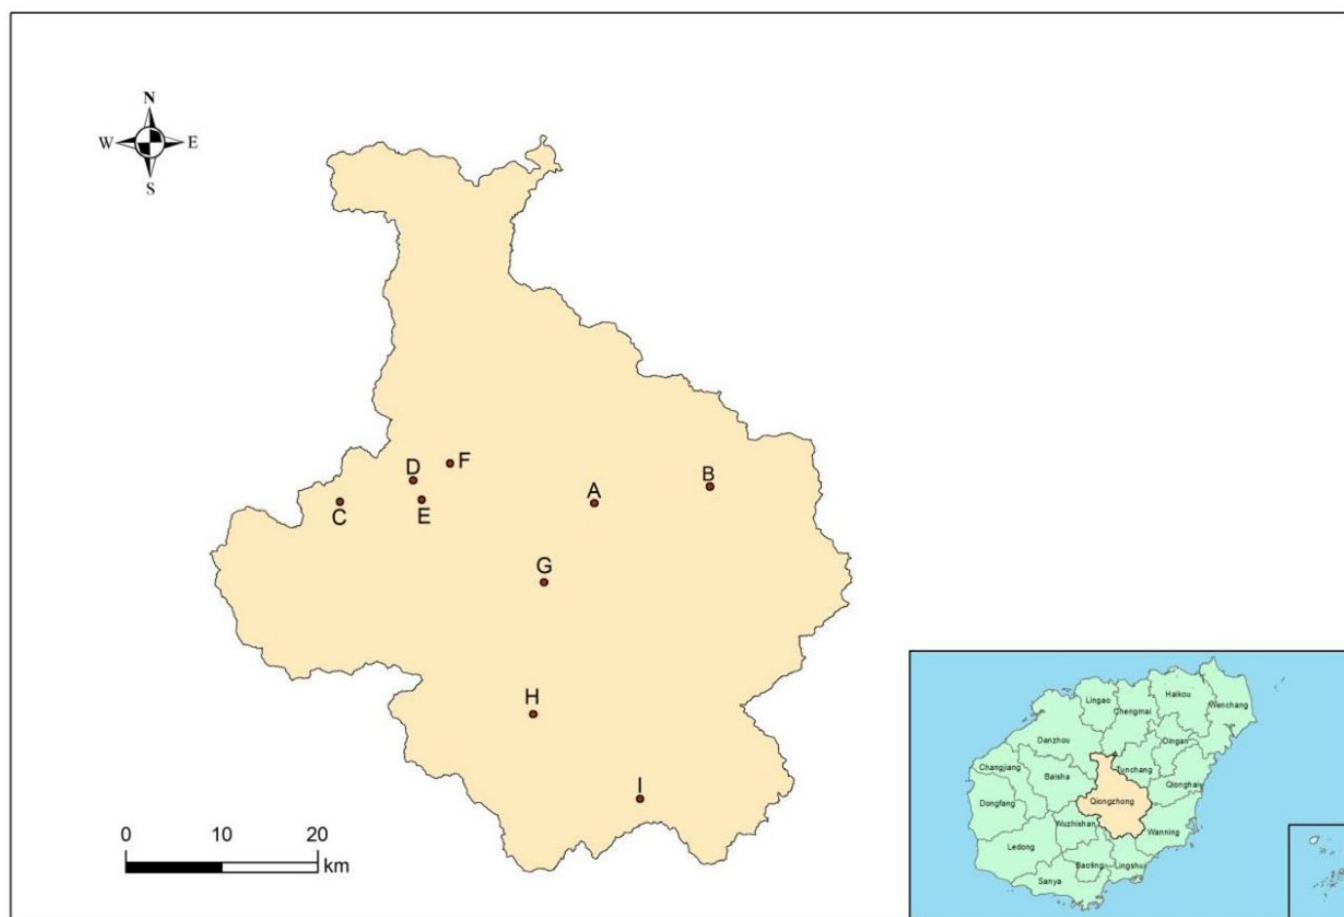 N
W E
S
D F
B
A
C E
G
H
I
0 10 20
km
Haikou
Lingao
Chengmai
Wenchang
Danzhou
Dingan
Changjiang
Tunchang
Baisha
Qionghai
Dongfang
Qiongzhong
Wuzhishan
Wanning
Ledong
Baoting
Lingshui
Sanya